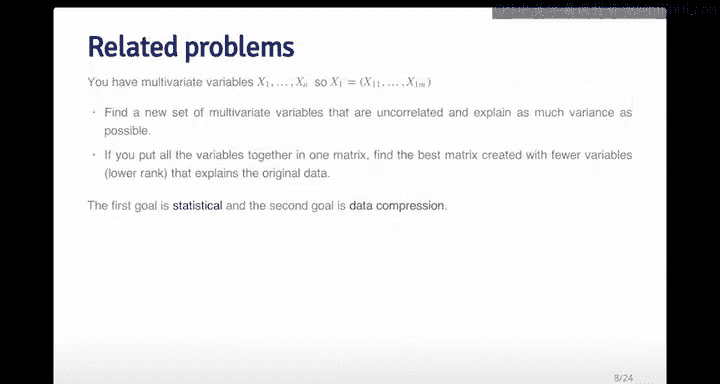 Related problems
You have multivariate variables X₁, . . . , Xₙ so X₁ = (X₁₁, . . . , X₁ₘ)
· Find a new set of multivariate variables that are uncorrelated and explain as much variance as
possible.
· If you put all the variables together in one matrix, find the best matrix created with fewer variables
(lower rank) that explains the original data.
The first goal is statistical and the second goal is data compression.
8/24